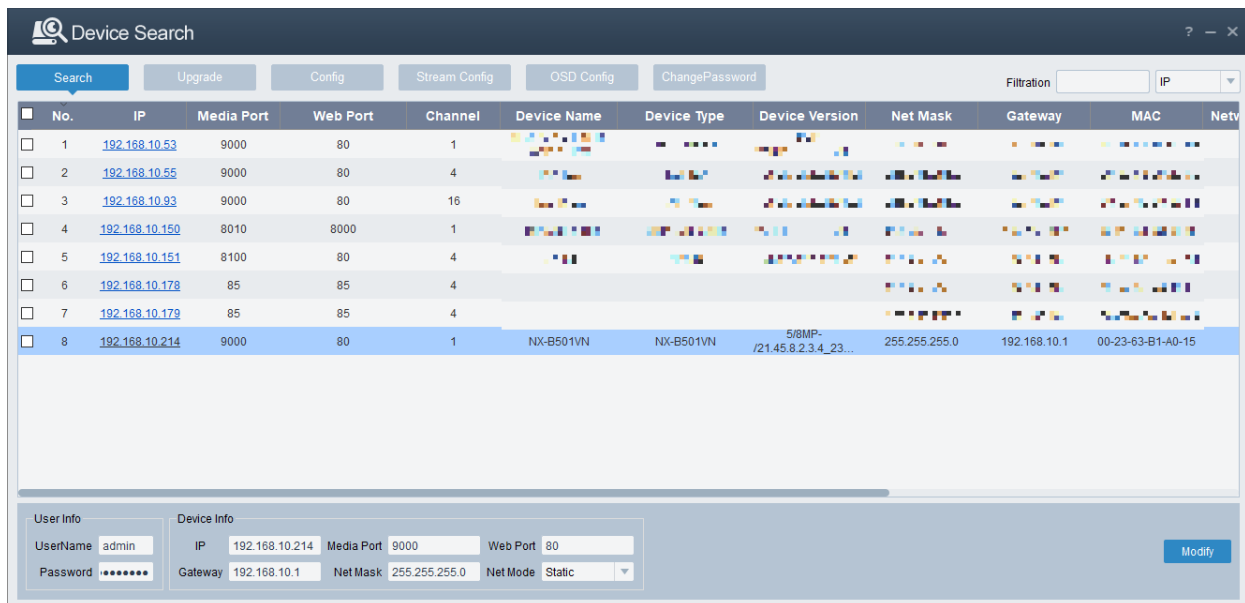 Device Search
? – ×
Search Upgrade Config Stream Config OSD Config ChangePassword Filtration IP
No. IP Media Port Web Port Channel Device Name Device Type Device Version Net Mask Gateway MAC Netw
1 192.168.10.53 9000 80 1
2 192.168.10.55 9000 80 4
3 192.168.10.93 9000 80 16
4 192.168.10.150 8010 8000 1
5 192.168.10.151 8100 80 4
6 192.168.10.178 85 85 4
7 192.168.10.179 85 85 4
8 192.168.10.214 9000 80 1 NX-B501VN NX-B501VN 5/8MP-/21.45.8.2.3.4_23... 255.255.255.0 192.168.10.1 00-23-63-B1-A0-15
User Info Device Info
UserName admin IP 192.168.10.214 Media Port 9000 Web Port 80
Password ••••••• Gateway 192.168.10.1 Net Mask 255.255.255.0 Net Mode Static
Modify